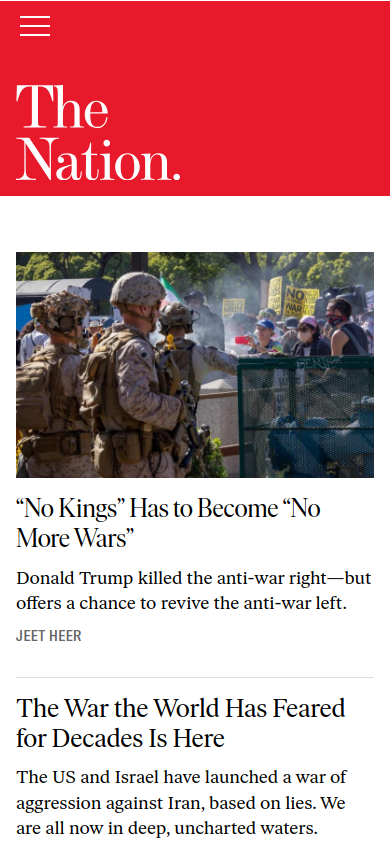 The
Nation.
NO
WAR
“No Kings” Has to Become “No
More Wars”
Donald Trump killed the anti-war right—but
offers a chance to revive the anti-war left.
JEET HEER
The War the World Has Feared
for Decades Is Here
The US and Israel have launched a war of
aggression against Iran, based on lies. We
are all now in deep, uncharted waters.